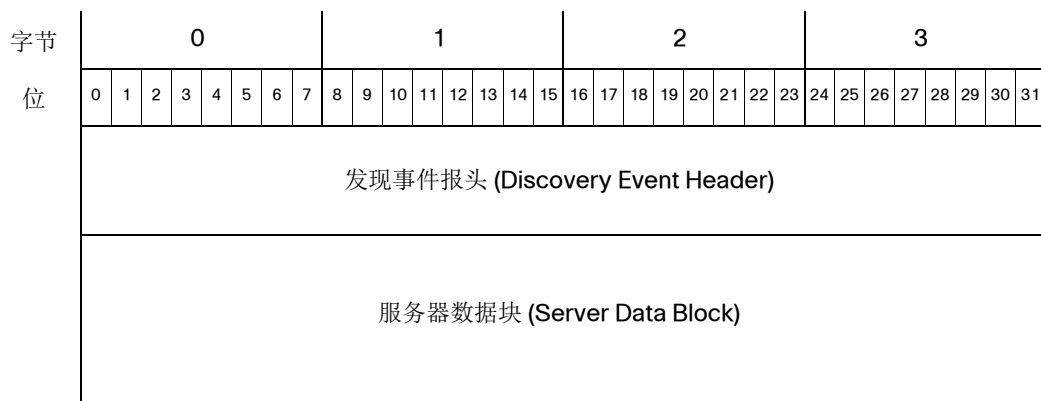 字节 0 1 2 3
位 0 1 2 3 4 5 6 7 8 9 10 11 12 13 14 15 16 17 18 19 20 21 22 23 24 25 26 27 28 29 30 31
发现事件报头 (Discovery Event Header)
服务器数据块 (Server Data Block)